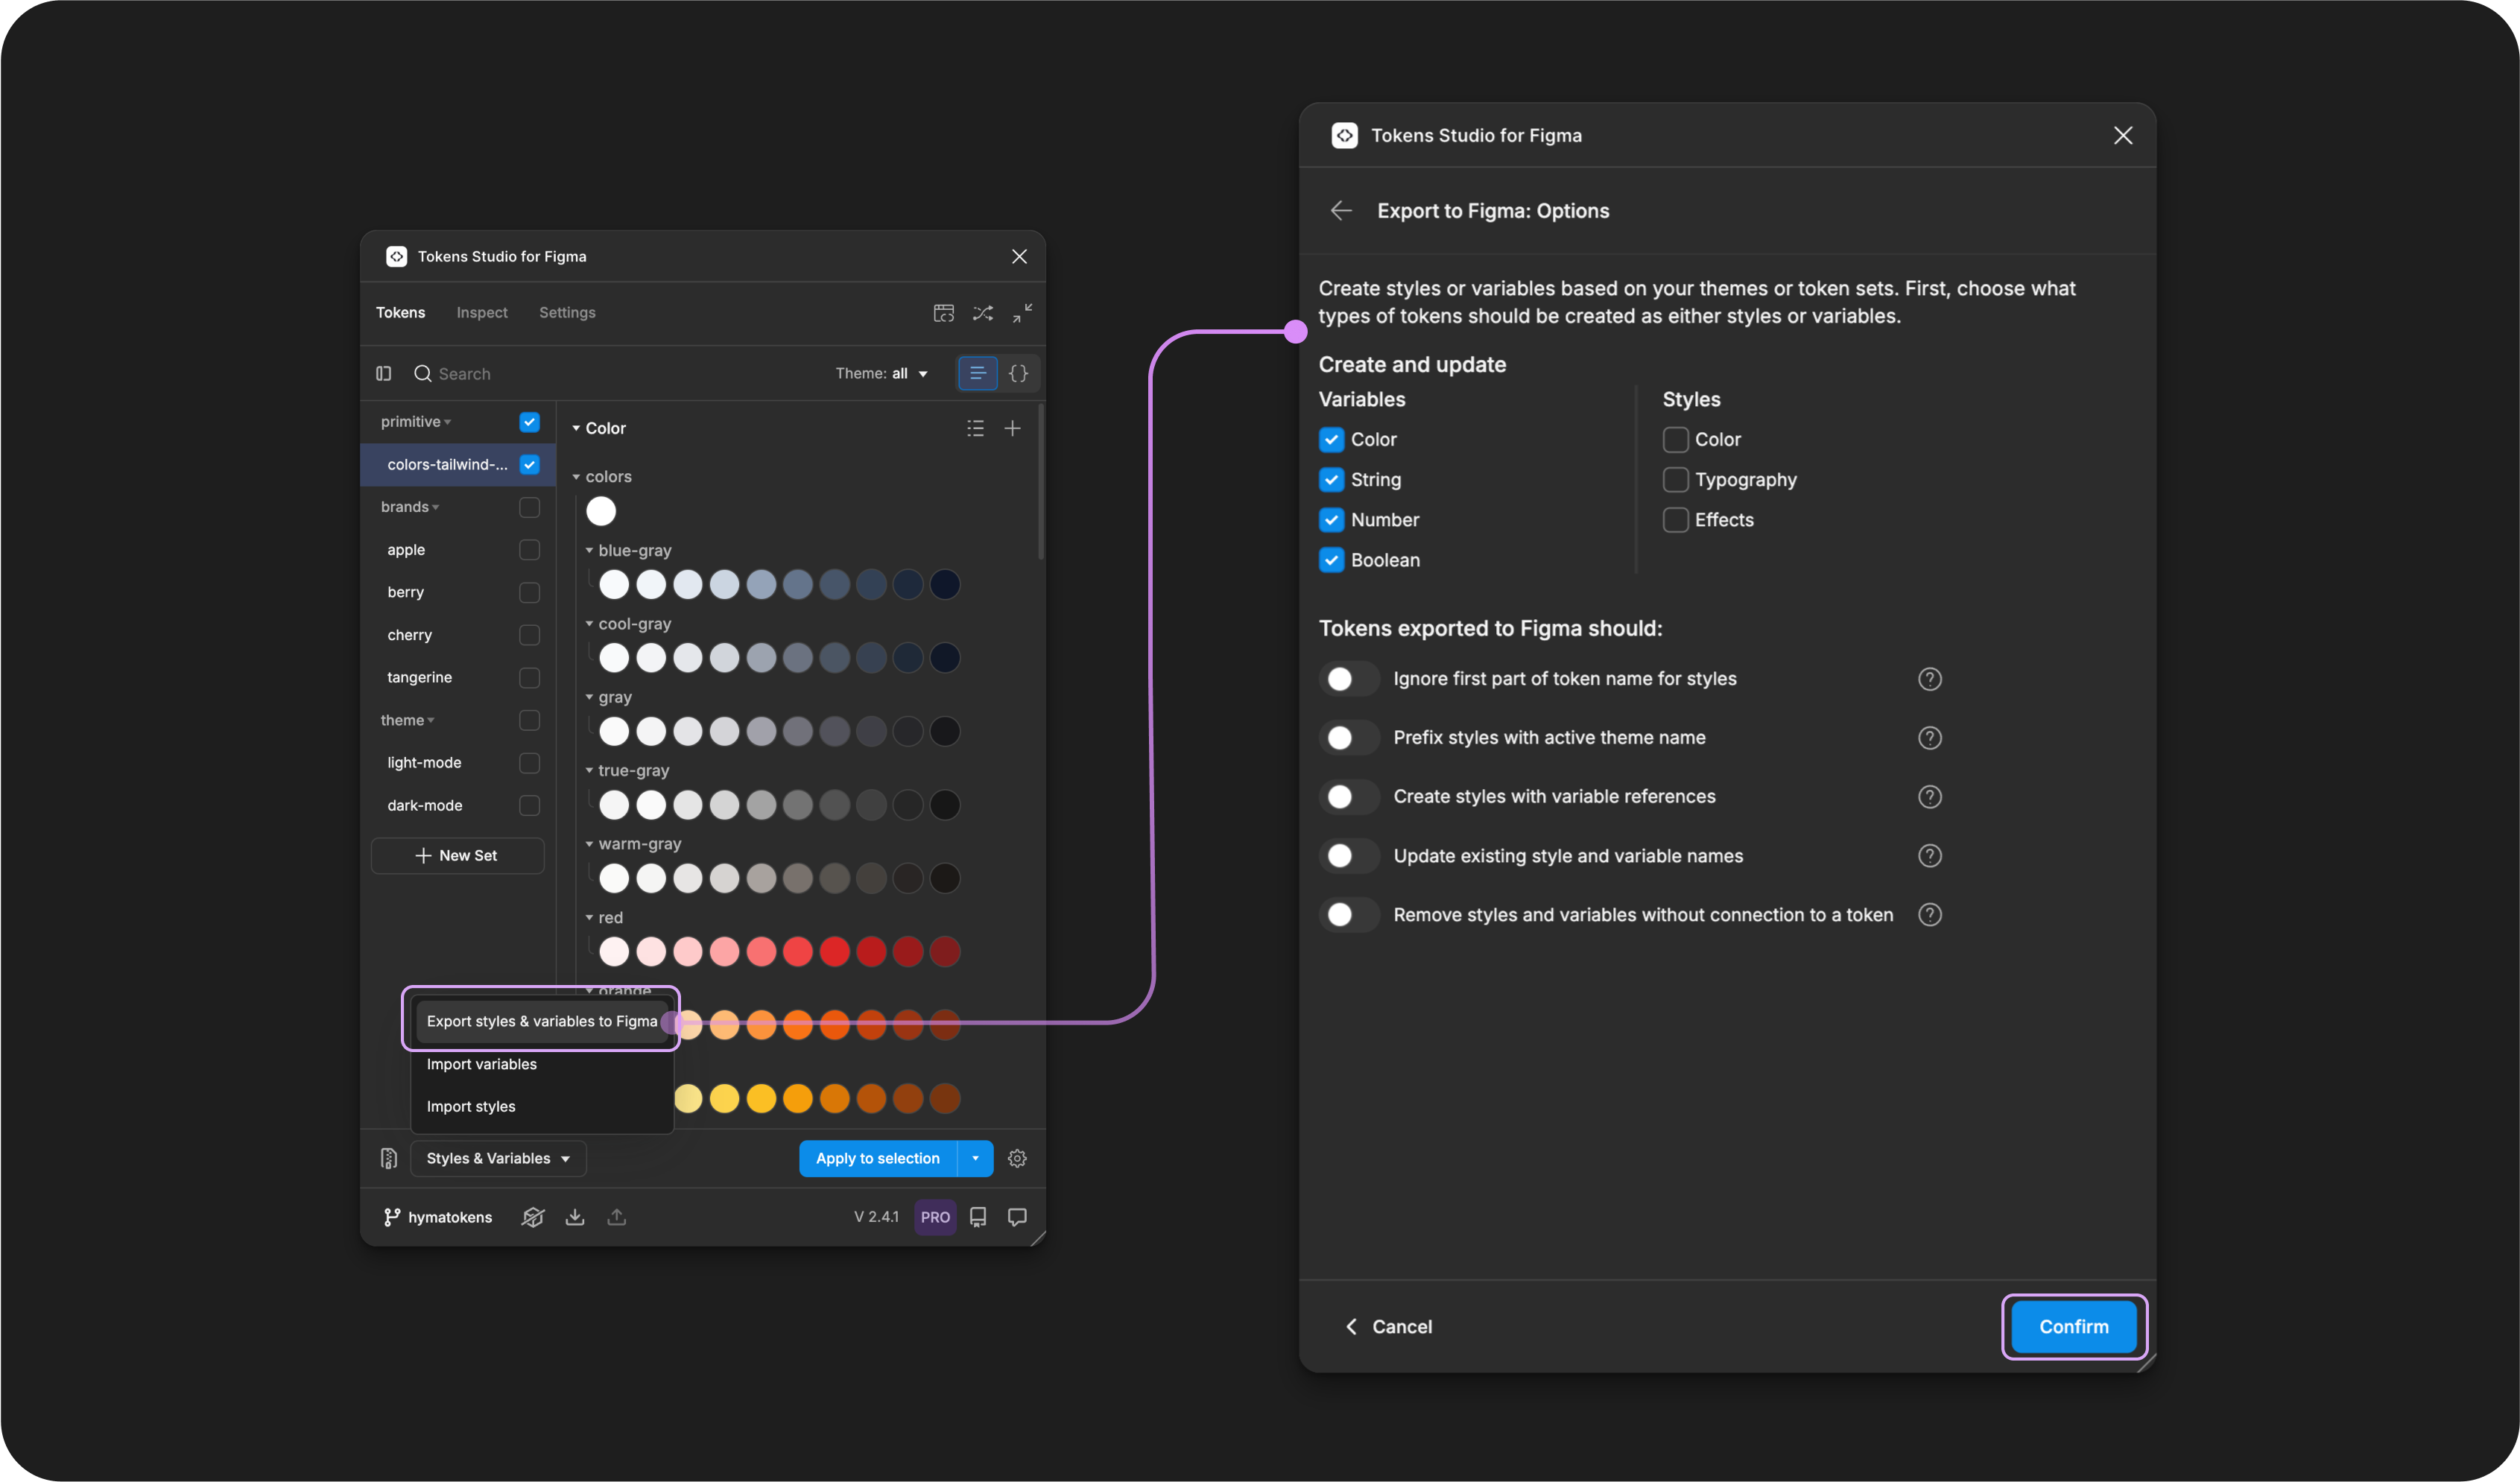 Tokens Studio for Figma
Tokens
Inspect
Settings
Search
Theme: all
primitive
colors-tailwind-...
brands
apple
berry
cherry
tangerine
theme
light-mode
dark-mode
New Set
Color
colors
blue-gray
cool-gray
gray
true-gray
warm-gray
red
orange
Export styles & variables to Figma
Import variables
Import styles
Styles & Variables
Apply to selection
hymatokens
V 2.4.1
PRO
Tokens Studio for Figma
Export to Figma: Options
Create styles or variables based on your themes or token sets. First, choose what
types of tokens should be created as either styles or variables.
Create and update
Variables
Color
String
Number
Boolean
Styles
Color
Typography
Effects
Tokens exported to Figma should:
Ignore first part of token name for styles
Prefix styles with active theme name
Create styles with variable references
Update existing style and variable names
Remove styles and variables without connection to a token
Cancel
Confirm